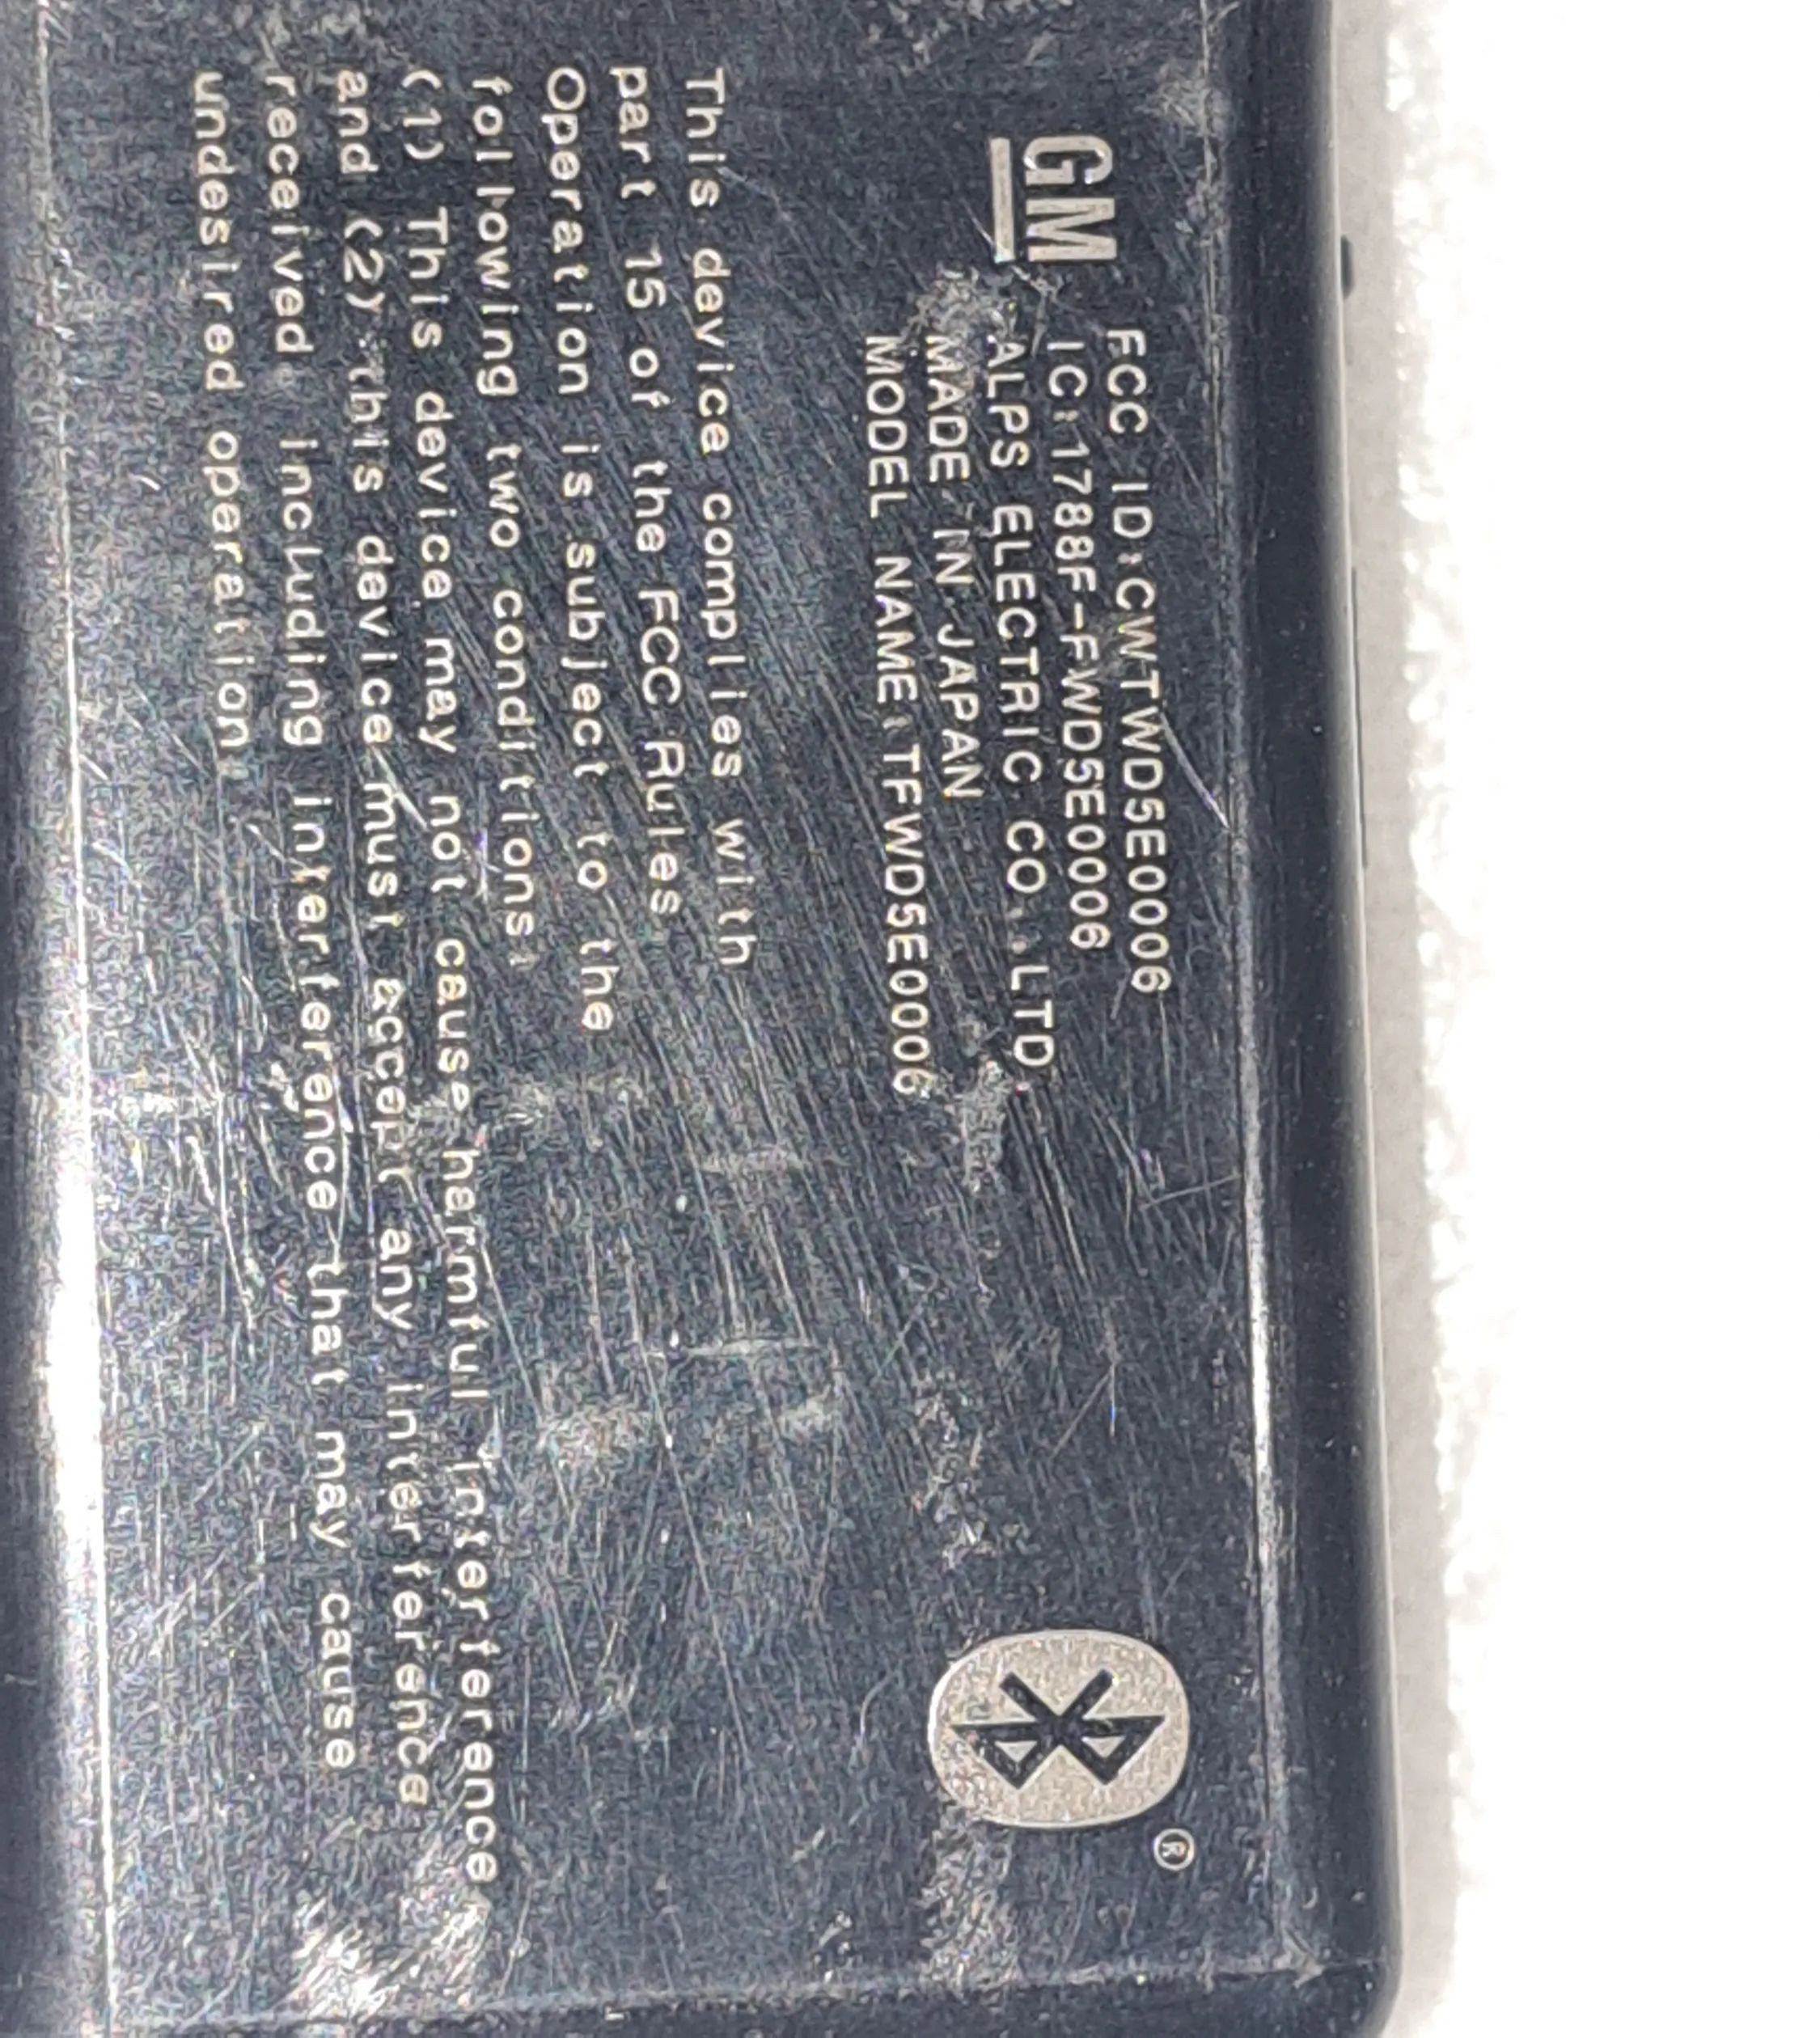 GM
FCC ID:CWTWD5E0006
IC:1788F-FWD5E0006
ALPS ELECTRIC CO.,LTD
MADE IN JAPAN
MODEL NAME:TFWD5E0006
®
This device complies with
part 15 of the FCC Rules
Operation is subject to the
following two conditions:
(1) This device may not cause harmful interference,
and (2) this device must accept any interference
received, including interference that may cause
undesired operation.